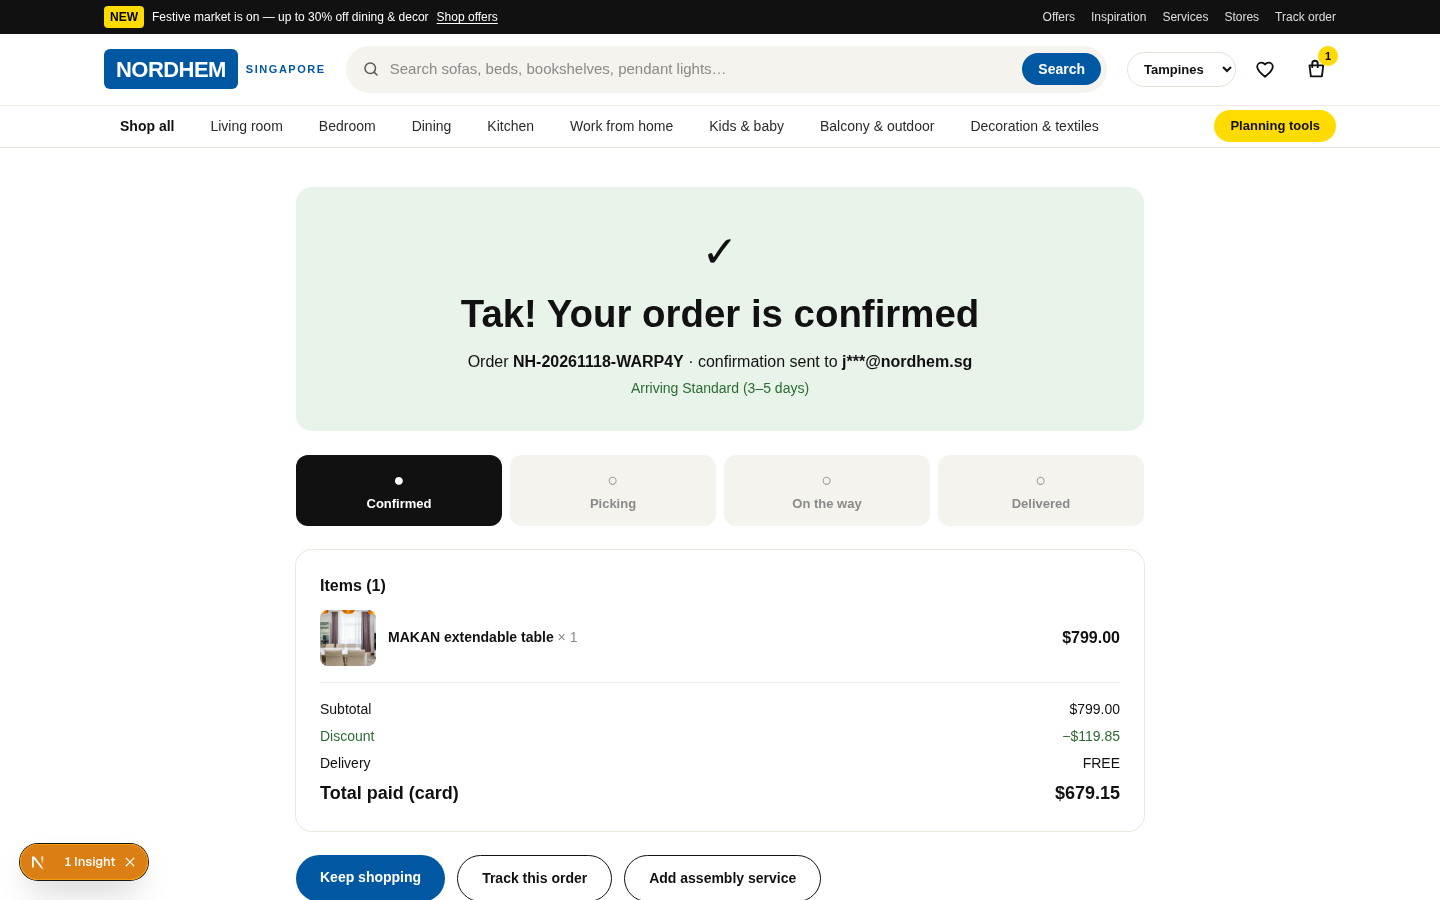 NEW Festive market is on — up to 30% off dining & decor Shop offers Offers Inspiration Services Stores Track order
NORDHEM SINGAPORE Search sofas, beds, bookshelves, pendant lights… Search Tampines 1
Shop all Living room Bedroom Dining Kitchen Work from home Kids & baby Balcony & outdoor Decoration & textiles Planning tools
✓
Tak! Your order is confirmed
Order NH-20261118-WARP4Y · confirmation sent to j***@nordhem.sg
Arriving Standard (3–5 days)
● ○ ○ ○
Confirmed Picking On the way Delivered
Items (1)
MAKAN extendable table × 1 $799.00
Subtotal $799.00
Discount −$119.85
Delivery FREE
Total paid (card) $679.15
1 Insight
Keep shopping Track this order Add assembly service